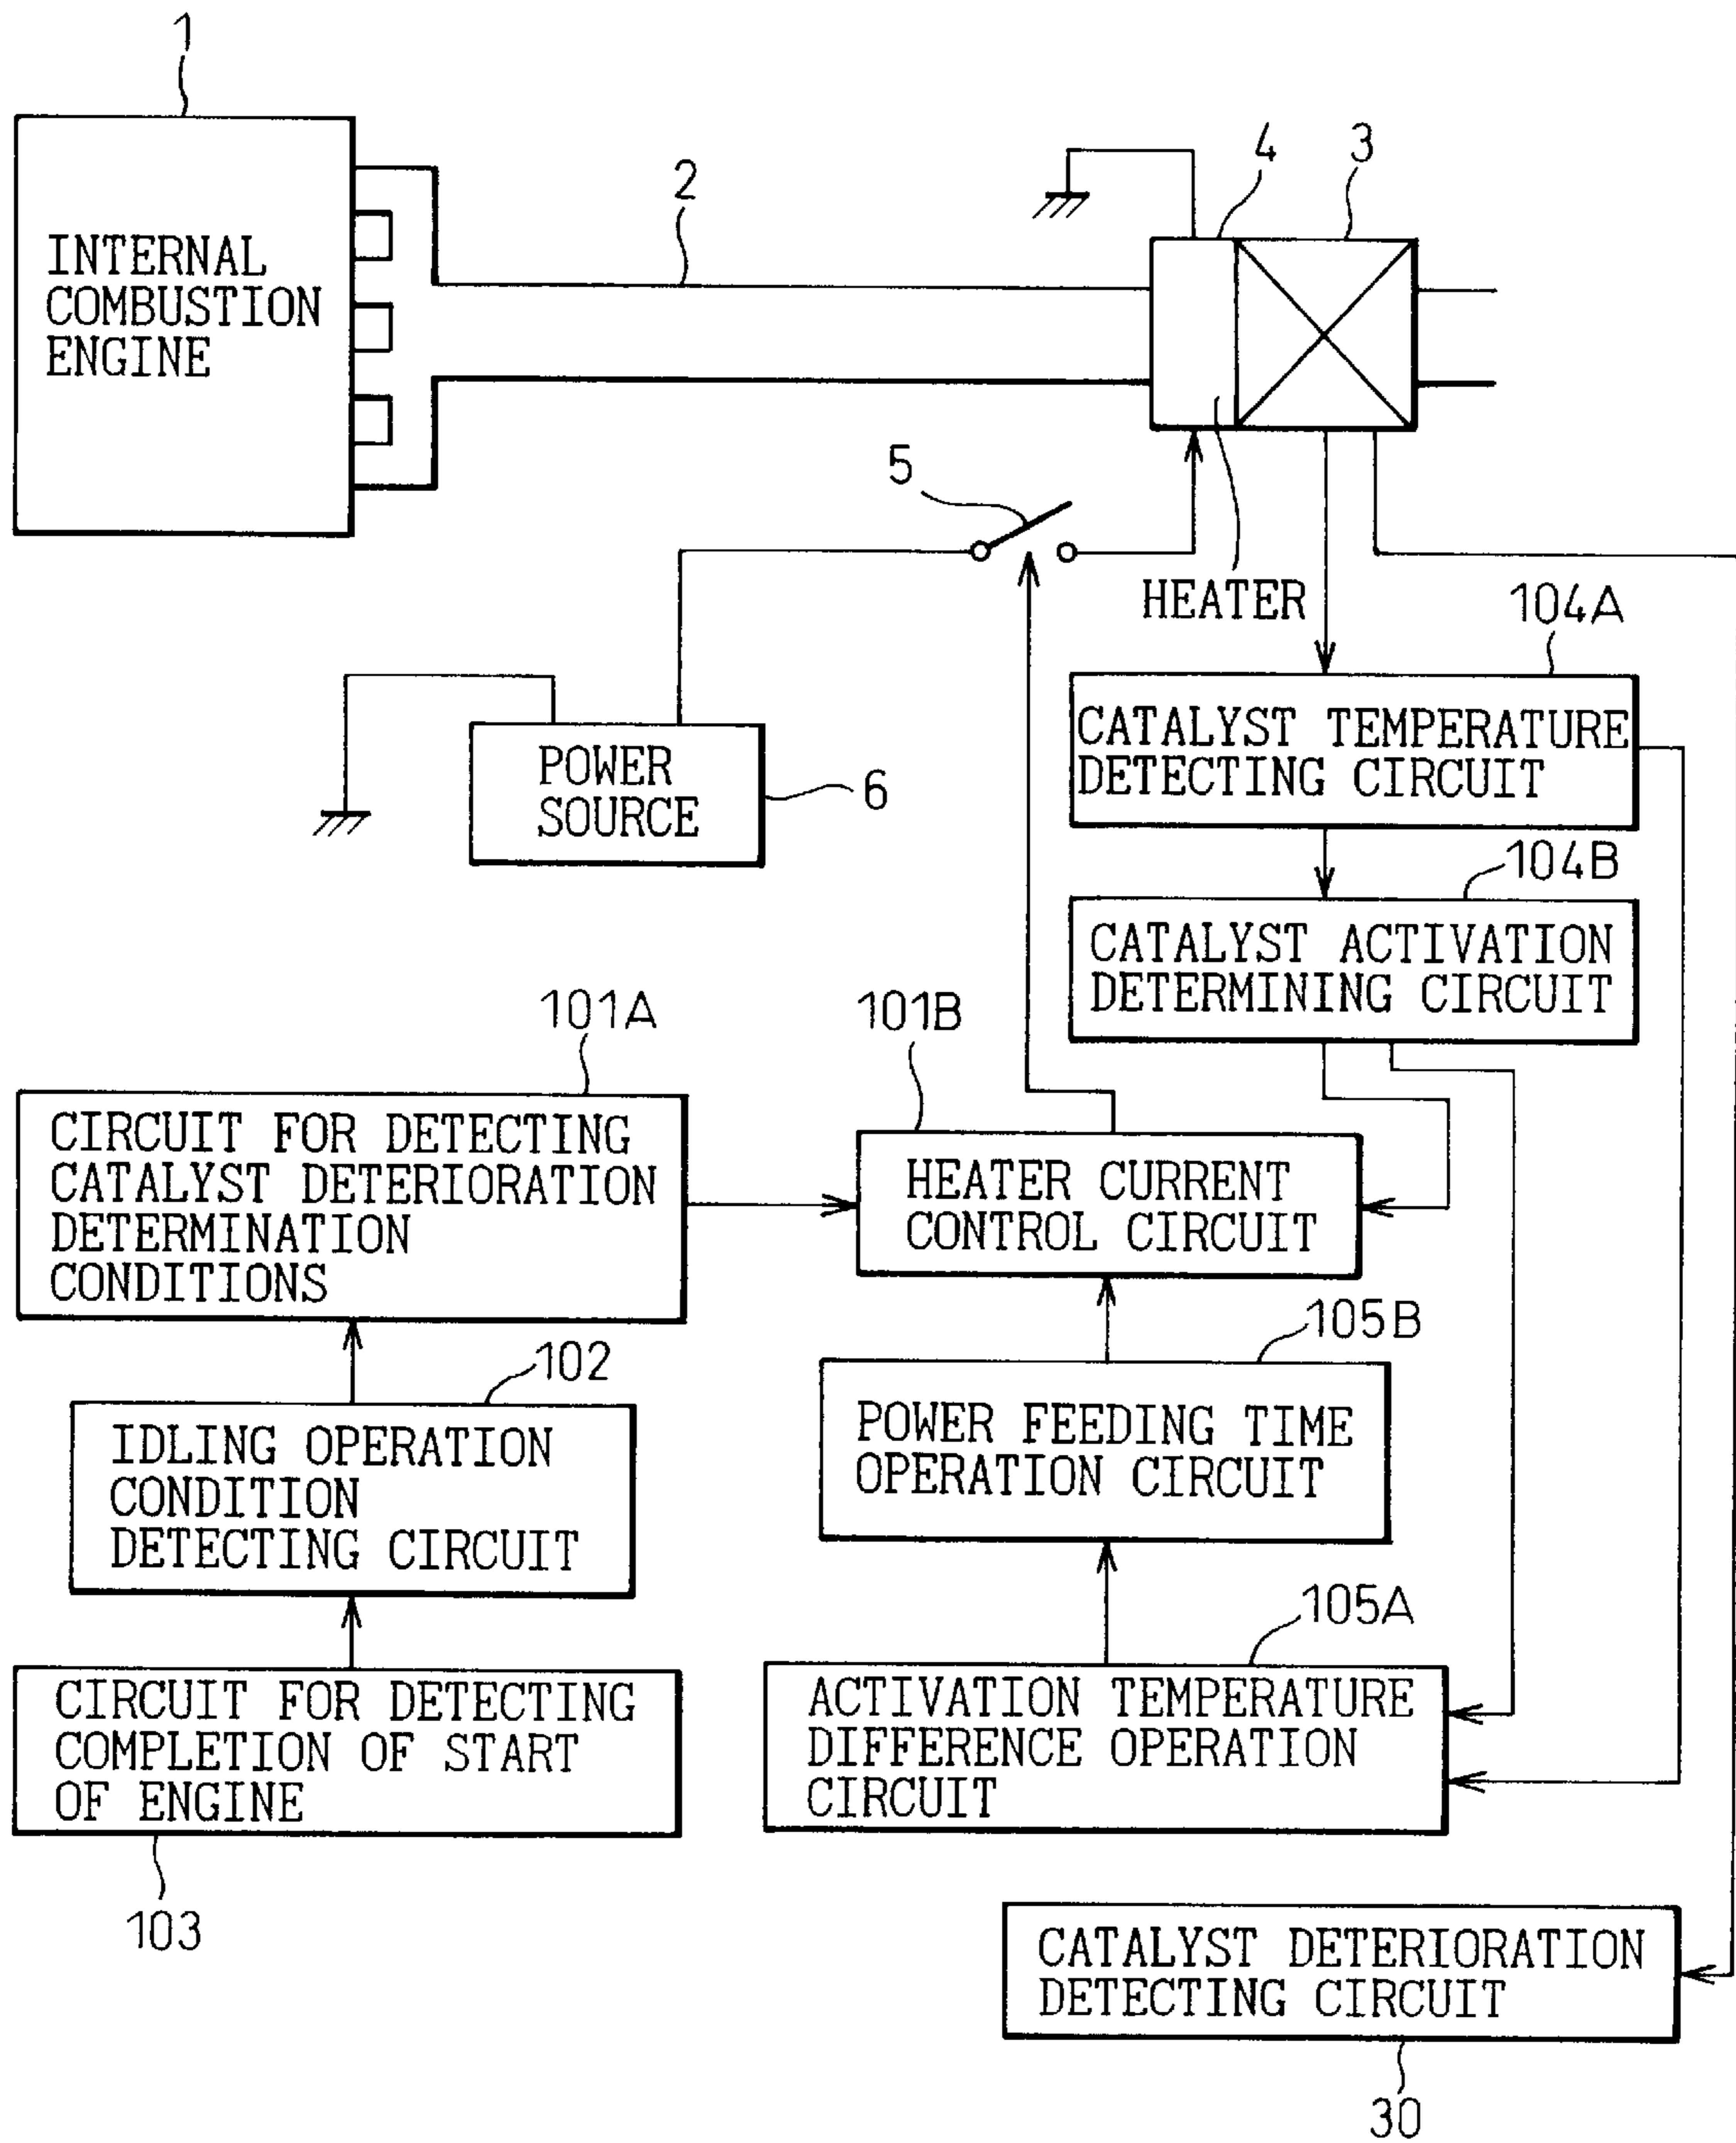 1
INTERNAL
COMBUSTION
ENGINE
2
4
3
5
HEATER
POWER
SOURCE
6
104A
CATALYST TEMPERATURE
DETECTING CIRCUIT
104B
CATALYST ACTIVATION
DETERMINING CIRCUIT
101A
CIRCUIT FOR DETECTING
CATALYST DETERIORATION
DETERMINATION
CONDITIONS
101B
HEATER CURRENT
CONTROL CIRCUIT
102
IDLING OPERATION
CONDITION
DETECTING CIRCUIT
105B
POWER FEEDING TIME
OPERATION CIRCUIT
CIRCUIT FOR DETECTING
COMPLETION OF START
OF ENGINE
103
105A
ACTIVATION TEMPERATURE
DIFFERENCE OPERATION
CIRCUIT
CATALYST DETERIORATION
DETECTING CIRCUIT
30